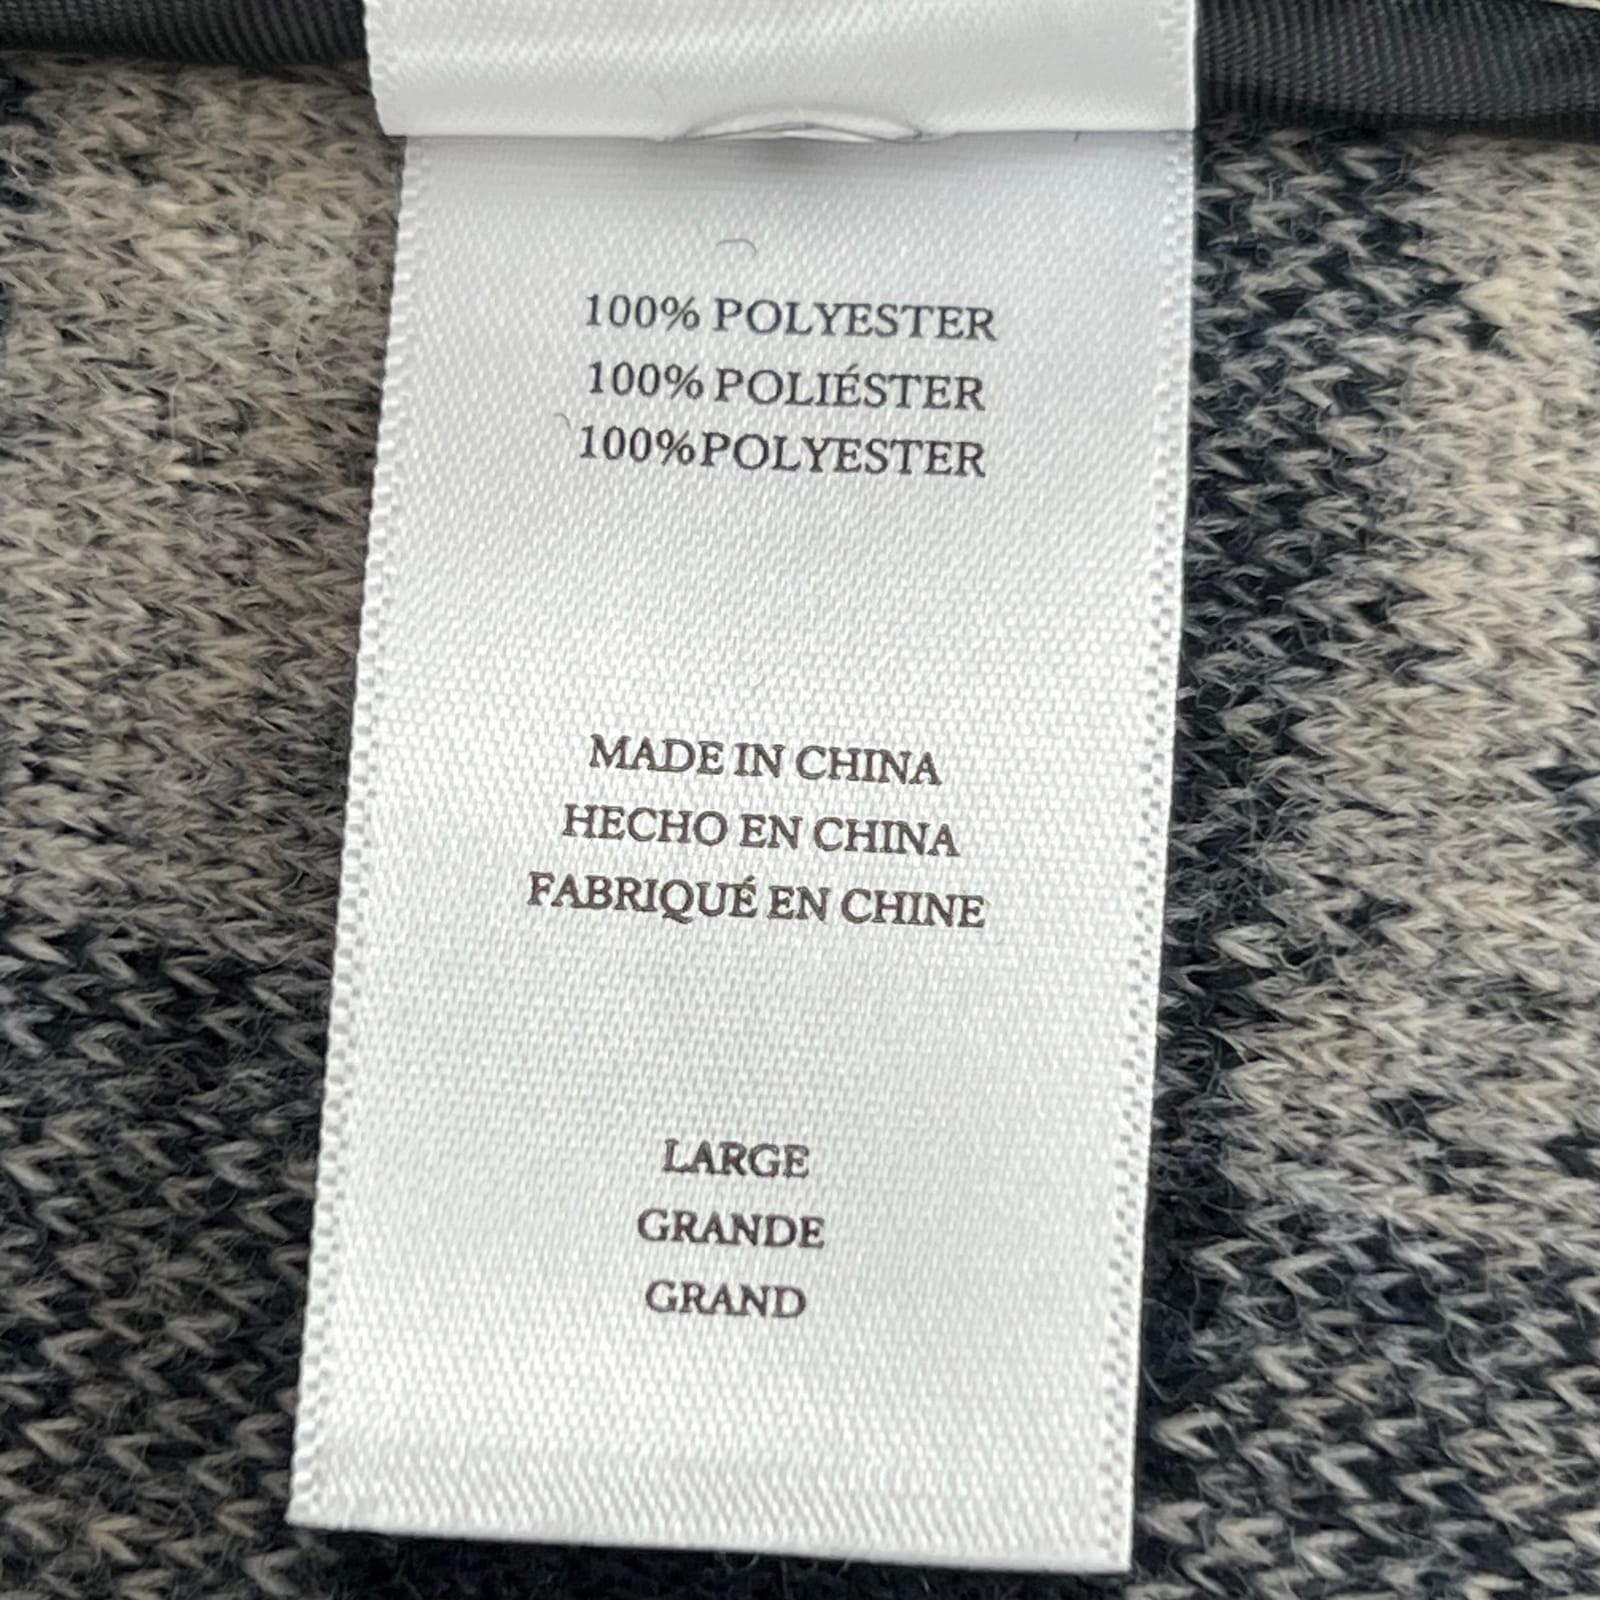 100% POLYESTER
100% POLIÉSTER
100%POLYESTER
MADE IN CHINA
HECHO EN CHINA
FABRIQUÉ EN CHINE
LARGE
GRANDE
GRAND